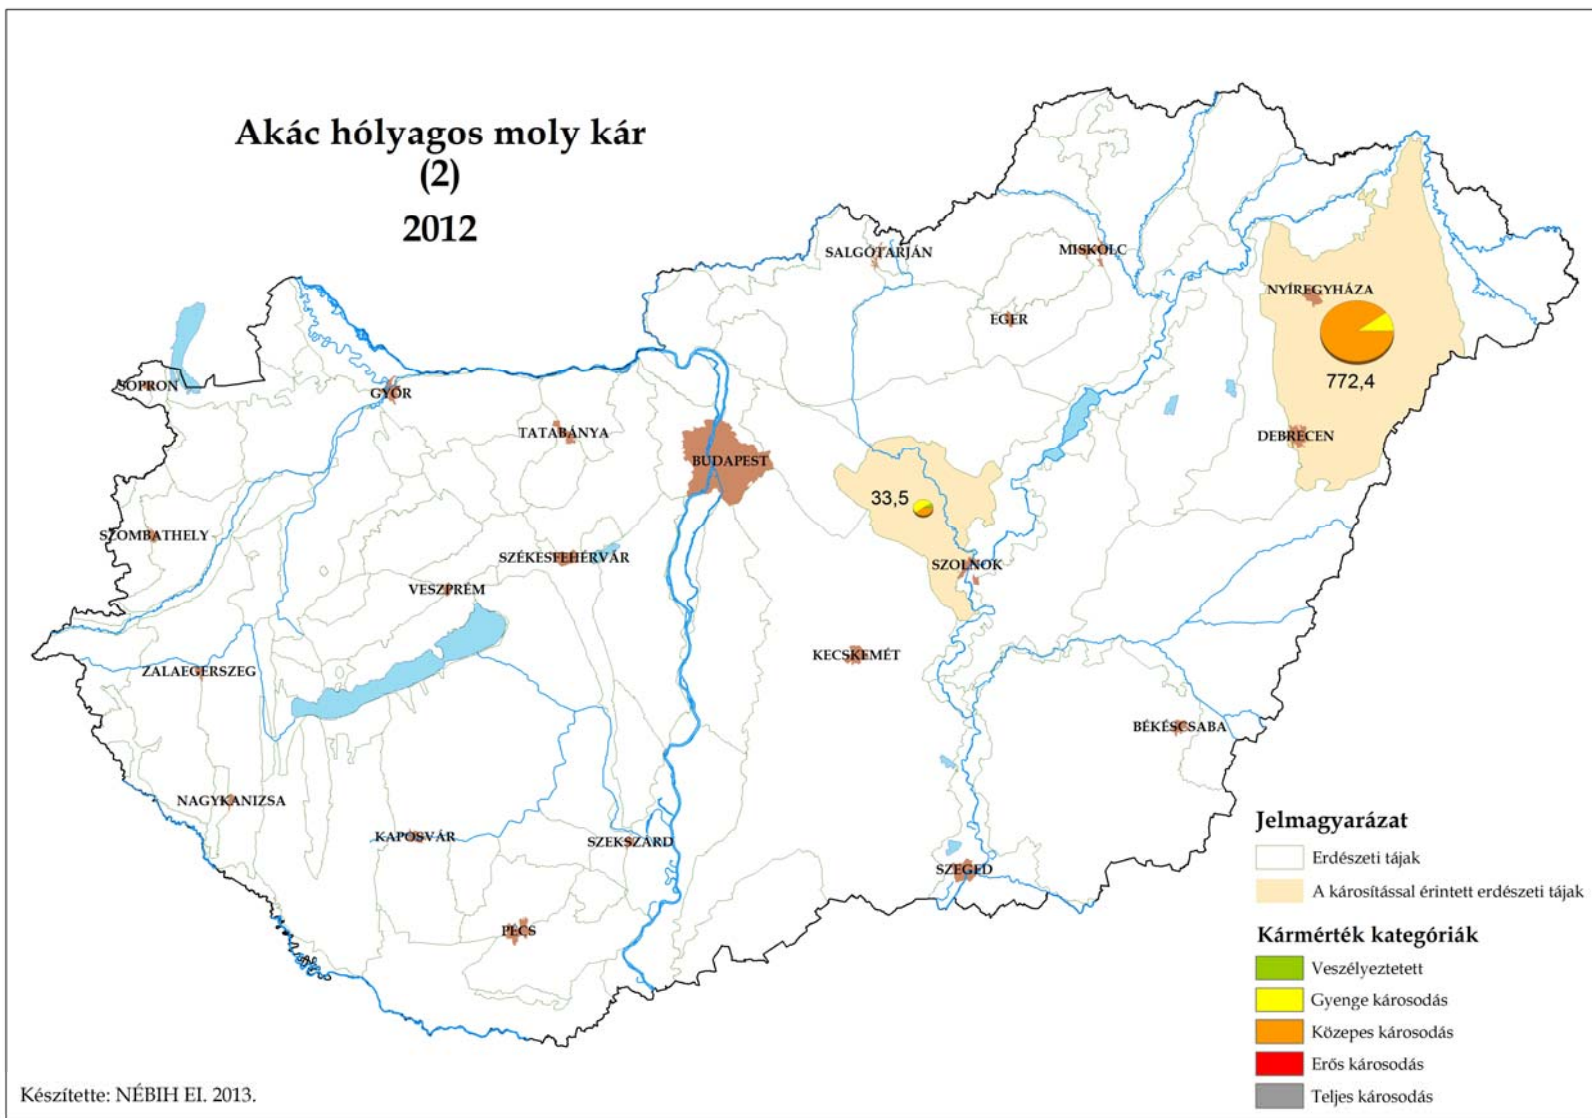 Akác hólyagos moly kár
(2)
2012
SALGÓTARJÁN
MISKOLC
NYÍREGYHÁZA
EGER
772,4
SOPRON
GYŐR
TATABÁNYA
BUDAPEST
DEBRECEN
33,5
SZOMBATHELY
SZÉKESFEHÉRVÁR
SZOLNOK
VESZPRÉM
KECSKEMÉT
ZALAEGERSZEG
BÉKÉSCSABA
NAGYKANIZSA
KAPOSVÁR
SZEKSZÁRD
SZEGED
PÉCS
Jelmagyarázat
Erdészeti tájak
A károsítással érintett erdészeti tájak
Kármérték kategóriák
Veszélyeztetett
Gyenge károsodás
Közepes károsodás
Erős károsodás
Teljes károsodás
Készítette: NÉBIH EI. 2013.